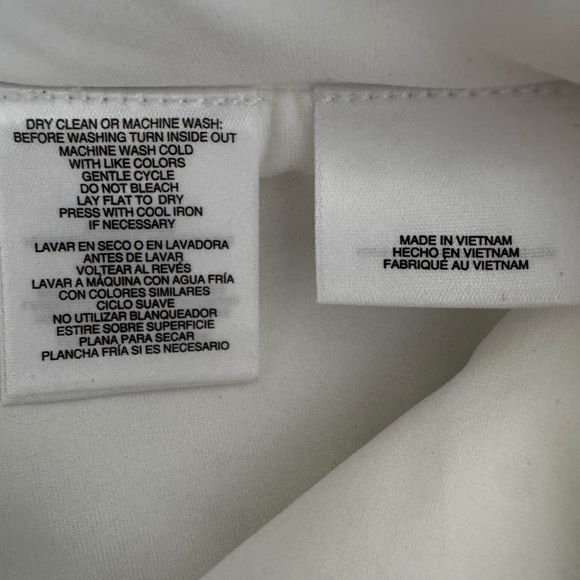 DRY CLEAN OR MACHINE WASH:
BEFORE WASHING TURN INSIDE OUT
MACHINE WASH COLD
WITH LIKE COLORS
GENTLE CYCLE
DO NOT BLEACH
LAY FLAT TO DRY
PRESS WITH COOL IRON
IF NECESSARY
LAVAR EN SECO O EN LAVADORA
ANTES DE LAVAR
VOLTEAR AL REVÉS
LAVAR A MÁQUINA CON AGUA FRÍA
CON COLORES SIMILARES
CICLO SUAVE
NO UTILIZAR BLANQUEADOR
ESTIRE SOBRE SUPERFICIE
PLANA PARA SECAR
PLANCHA FRÍA SI ES NECESARIO
MADE IN VIETNAM
HECHO EN VIETNAM
FABRIQUÉ AU VIETNAM